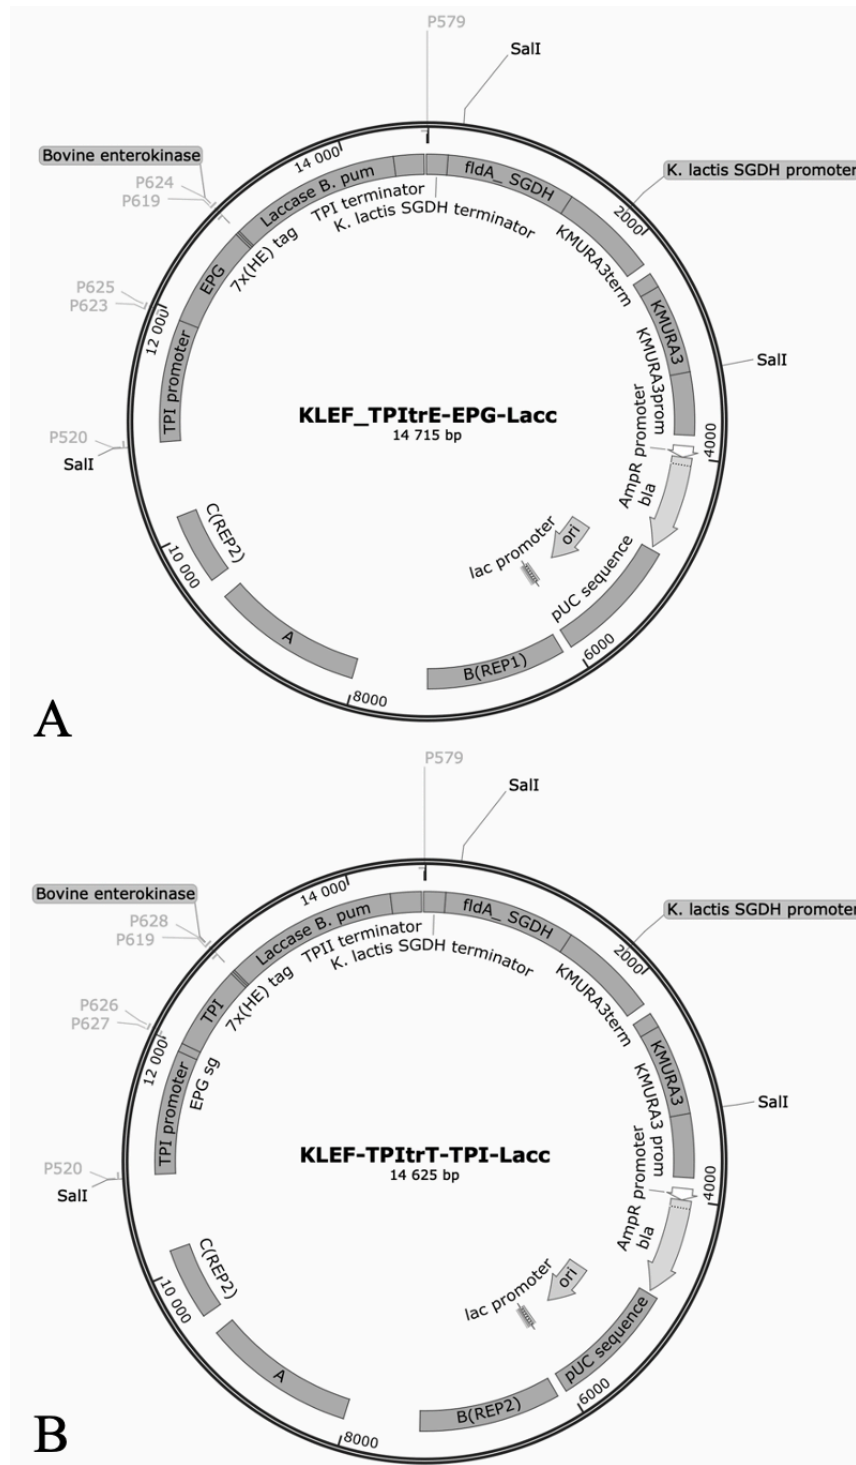 P579
SalI
Bovine enterokinase
P624
P619
14 000
Laccase B. pum
TPI terminator
K. lactis SGDH terminator
fldA_ SGDH
K. lactis SGDH promoter
2000
KMURA3term
7x(HE) tag
EPG
P625
P623
12 000
TPI promoter
KMURA3
KMURA3prom
SalI
KLEF_TPItrE-EPG-Lacc
14 715 bp
P520
SalI
AmpR promoter
4000
bla
C(REP2)
10 000
lac promoter
ori
pUC sequence
6000
A
B(REP1)
8000
A
P579
SalI
Bovine enterokinase
P628
P619
14 000
Laccase B. pum
TPII terminator
K. lactis SGDH terminator
fldA_ SGDH
K. lactis SGDH promoter
2000
KMURA3term
7x(HE) tag
TPI
P626
P627
12 000
EPG sg
TPI promoter
KMURA3
KMURA3 prom
SalI
KLEF-TPItrT-TPI-Lacc
14 625 bp
P520
SalI
AmpR promoter
4000
bla
C(REP2)
10 000
lac promoter
ori
pUC sequence
6000
A
B(REP2)
8000
B